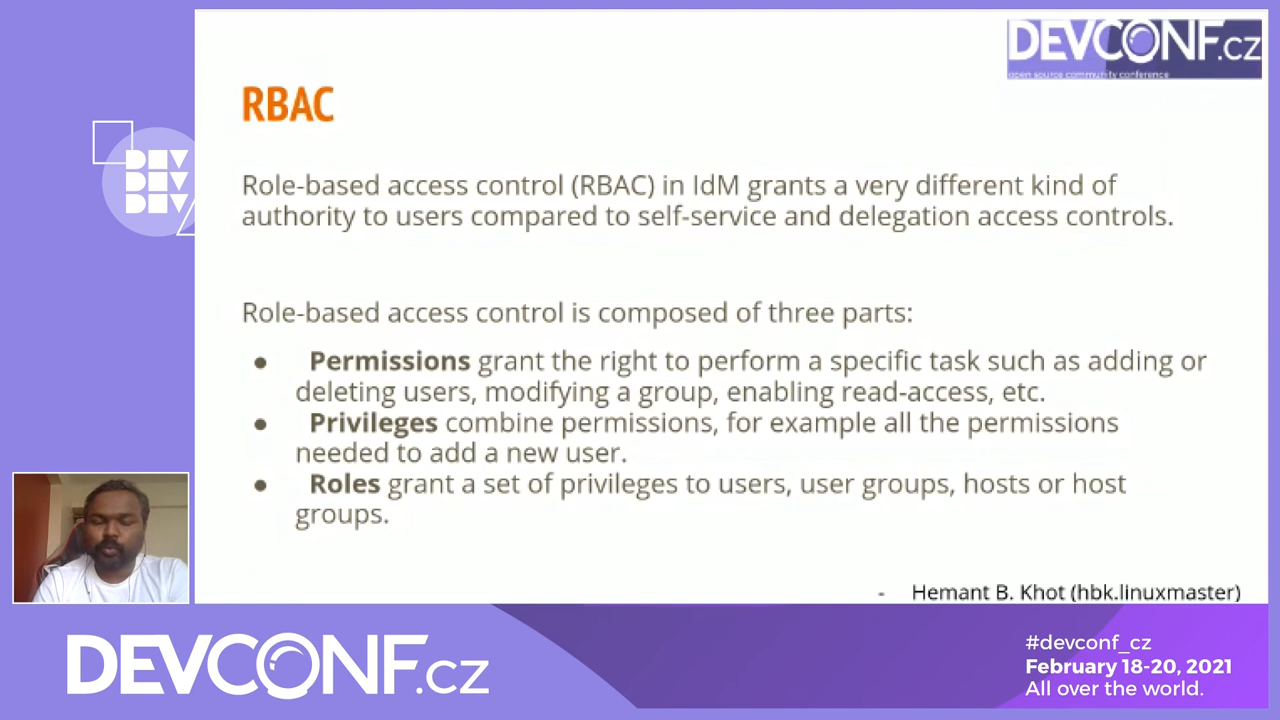 DEVCONF.cz
open source community conference
RBAC
DEV
DEV
DEV
Role-based access control (RBAC) in IdM grants a very different kind of
authority to users compared to self-service and delegation access controls.
Role-based access control is composed of three parts:
● Permissions grant the right to perform a specific task such as adding or
deleting users, modifying a group, enabling read-access, etc.
● Privileges combine permissions, for example all the permissions
needed to add a new user.
● Roles grant a set of privileges to users, user groups, hosts or host
groups.
- Hemant B. Khot (hbk.linuxmaster)
DEVCONF.cz
#devconf_cz
February 18-20, 2021
All over the world.